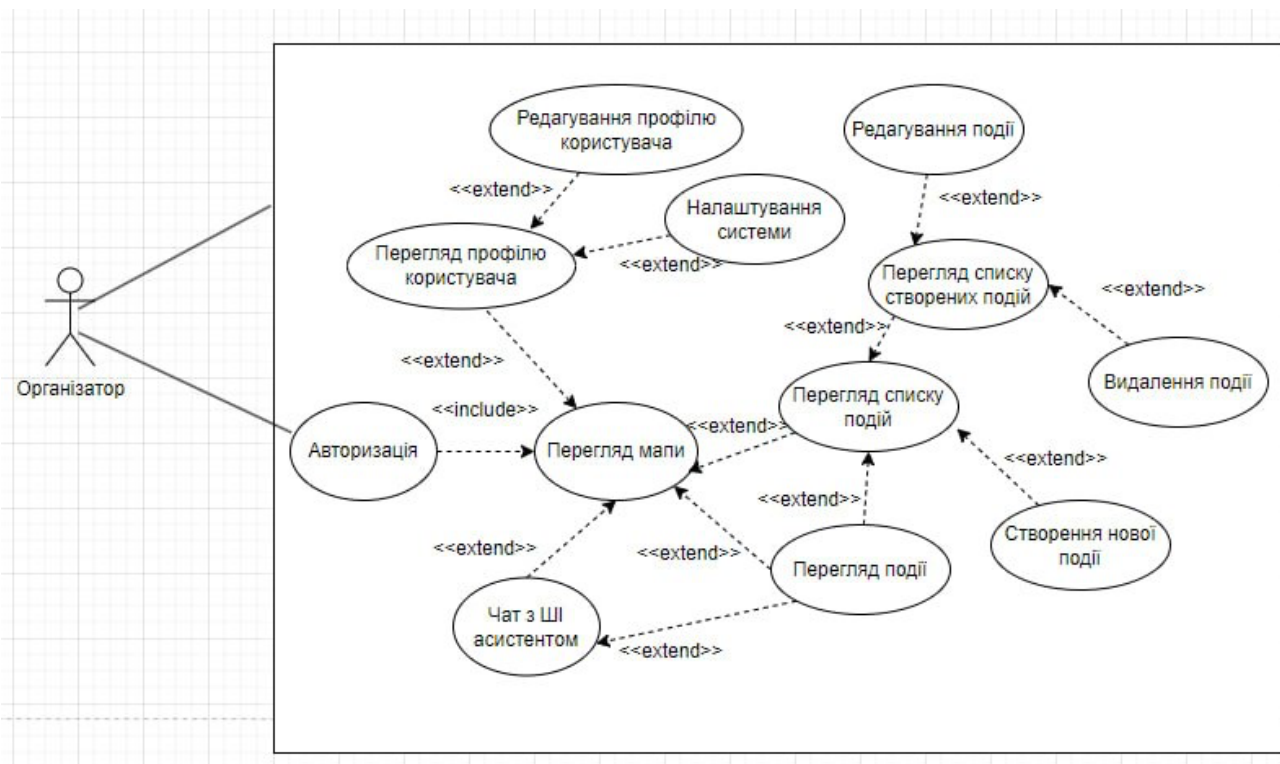 Редагування профілю
користувача
Редагування події
<<extend>>
<<extend>>
Налаштування
системи
Перегляд профілю
користувача
<<extend>>
Перегляд списку
створених подій
<<extend>>
<<extend>>
<<extend>>
Організатор
Видалення події
<<include>>
Перегляд списку
подій
Авторизація
Перегляд мапи
<<extend>>
<<extend>>
<<extend>>
Створення нової
події
<<extend>>
<<extend>>
Перегляд події
Чат з ШІ
асистентом
<<extend>>